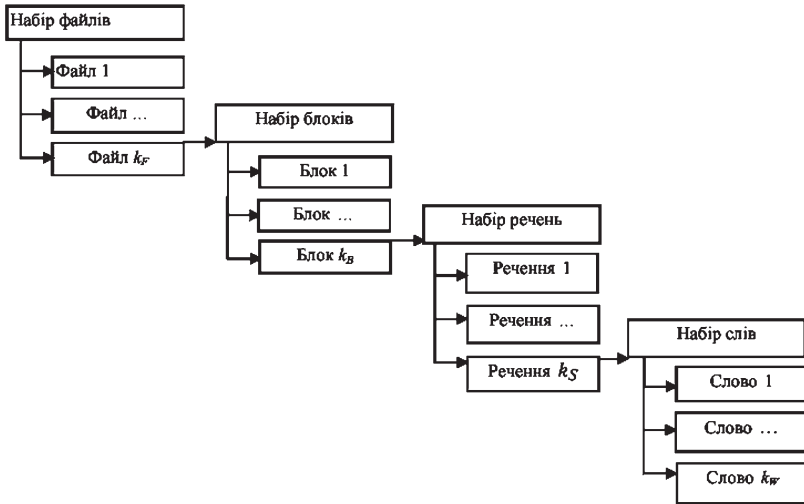 Набір файлів
Файл 1
Файл ...
Файл k_F
Набір блоків
Блок 1
Блок ...
Блок k_B
Набір речень
Речення 1
Речення ...
Речення k_S
Набір слів
Слово 1
Слово ...
Слово k_W